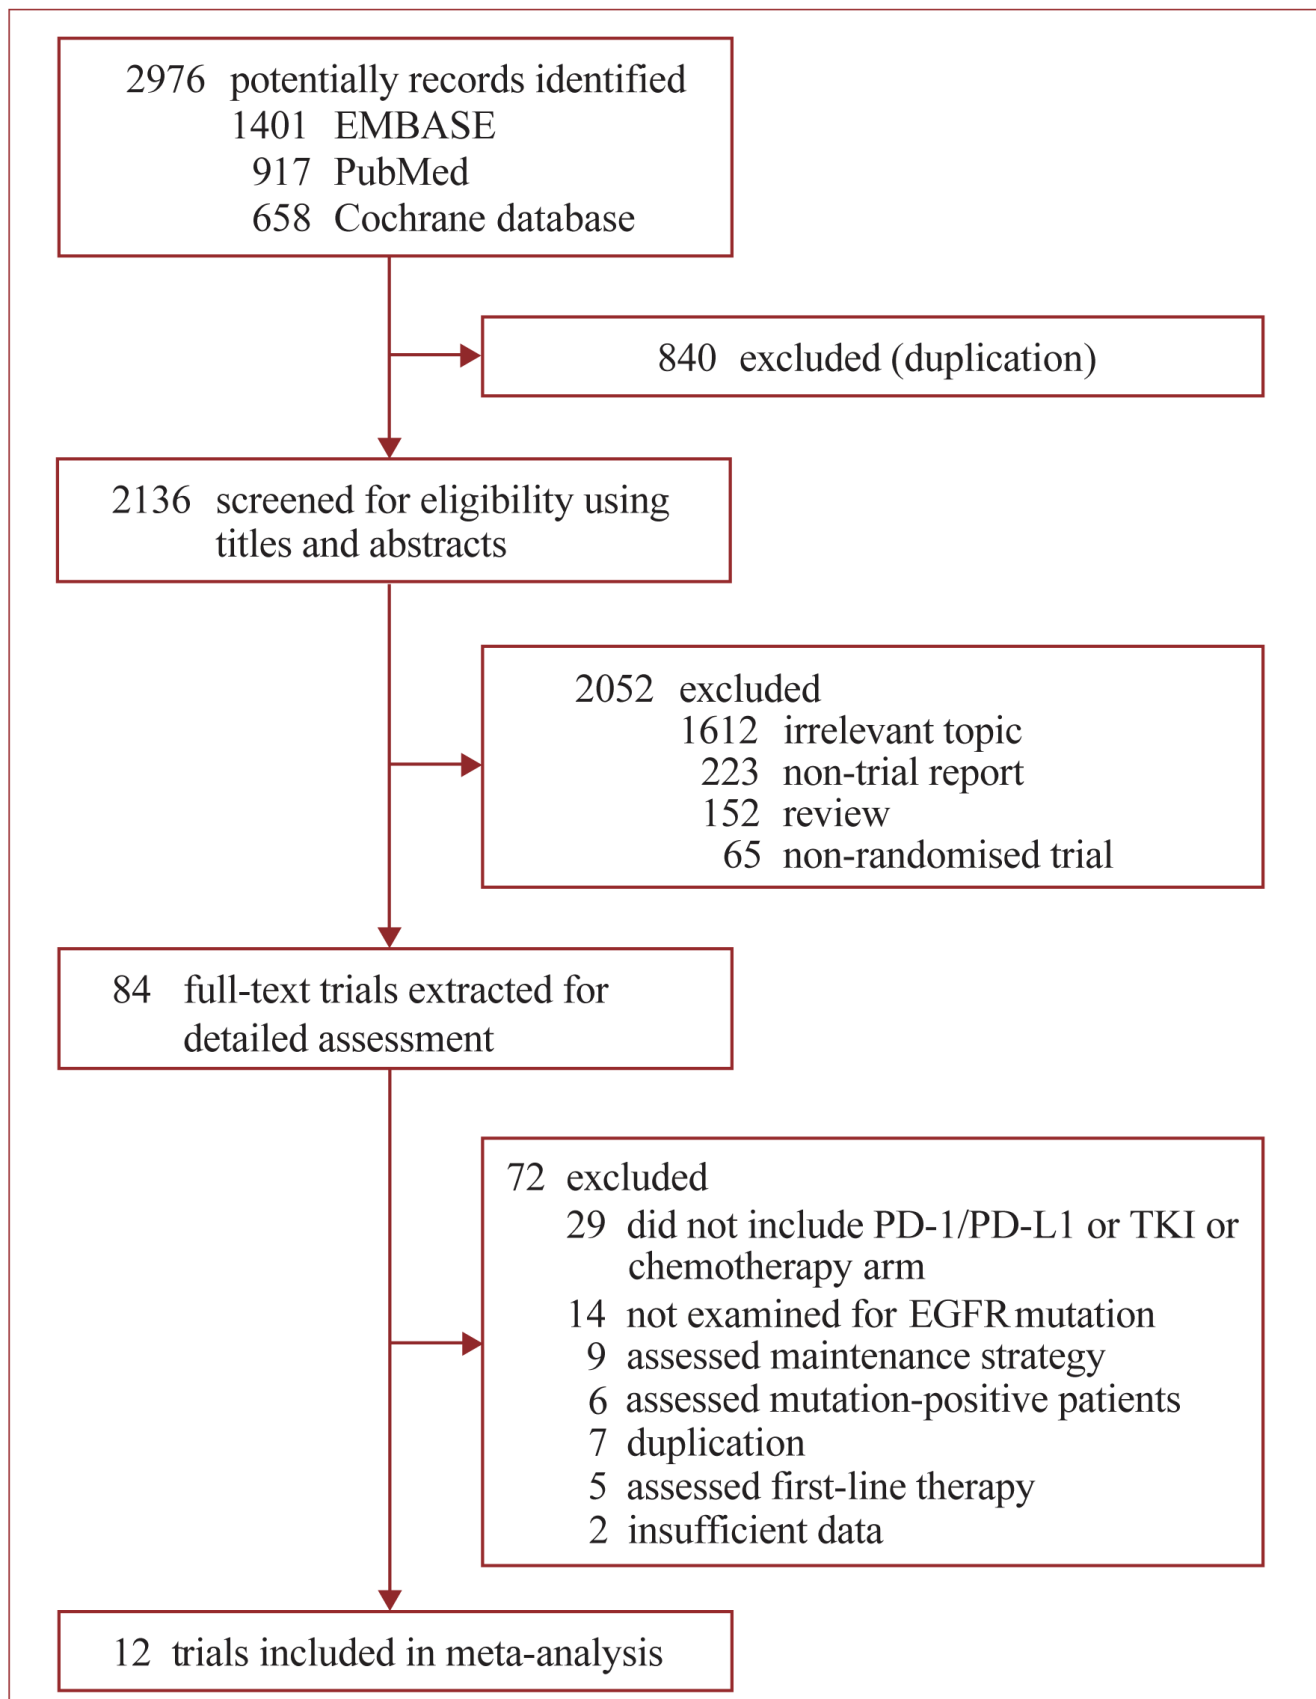 2976 potentially records identified
1401 EMBASE
917 PubMed
658 Cochrane database
840 excluded (duplication)
2136 screened for eligibility using
titles and abstracts
2052 excluded
1612 irrelevant topic
223 non-trial report
152 review
65 non-randomised trial
84 full-text trials extracted for
detailed assessment
72 excluded
29 did not include PD-1/PD-L1 or TKI or
chemotherapy arm
14 not examined for EGFR mutation
9 assessed maintenance strategy
6 assessed mutation-positive patients
7 duplication
5 assessed first-line therapy
2 insufficient data
12 trials included in meta-analysis